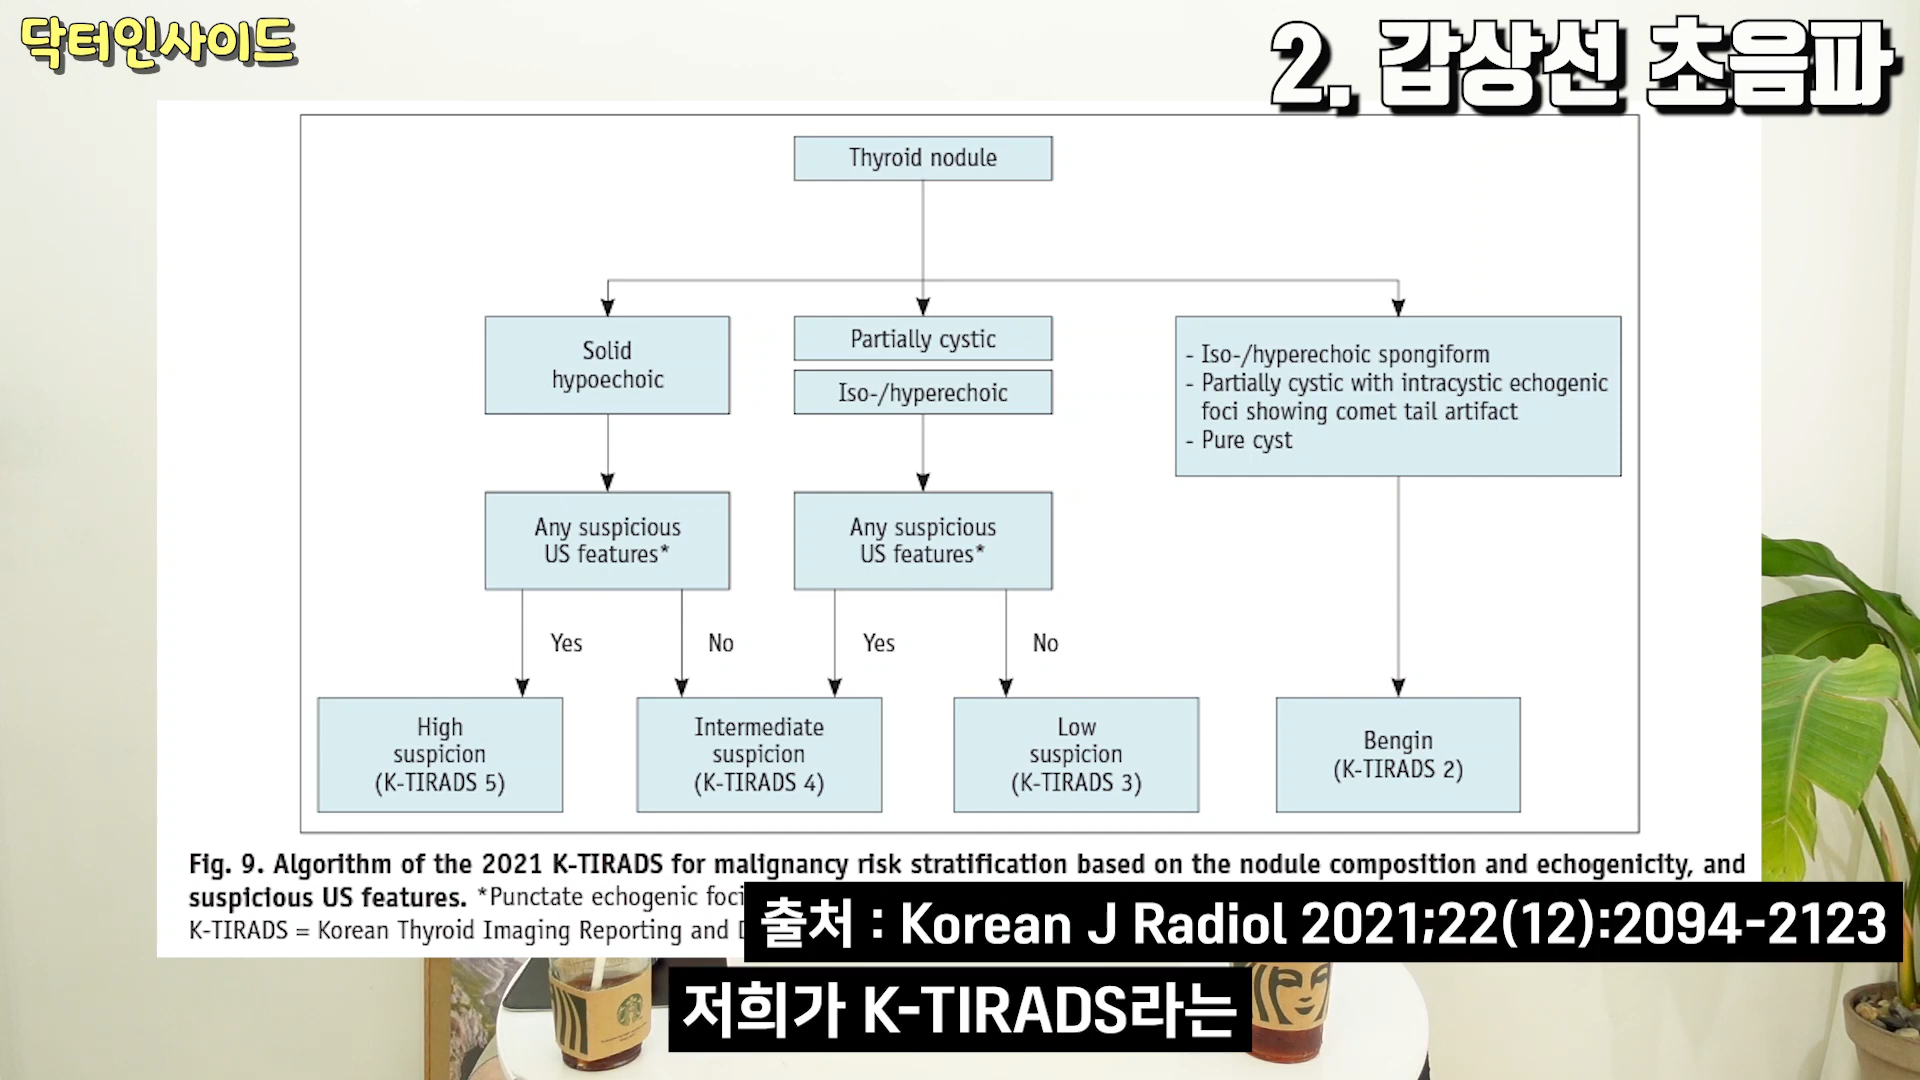 닥터인사이드
2. 갑상선 초음파
Thyroid nodule
Solid
hypoechoic
Partially cystic
Iso-/hyperechoic
- Iso-/hyperechoic spongiform
- Partially cystic with intracystic echogenic
foci showing comet tail artifact
- Pure cyst
Any suspicious
US features*
Any suspicious
US features*
Yes
No
Yes
No
High
suspicion
(K-TIRADS 5)
Intermediate
suspicion
(K-TIRADS 4)
Low
suspicion
(K-TIRADS 3)
Bengin
(K-TIRADS 2)
Fig. 9. Algorithm of the 2021 K-TIRADS for malignancy risk stratification based on the nodule composition and echogenicity, and
suspicious US features. *Punctate echogenic foci
K-TIRADS = Korean Thyroid Imaging Reporting and
출처 : Korean J Radiol 2021;22(12):2094-2123
저희가 K-TIRADS라는